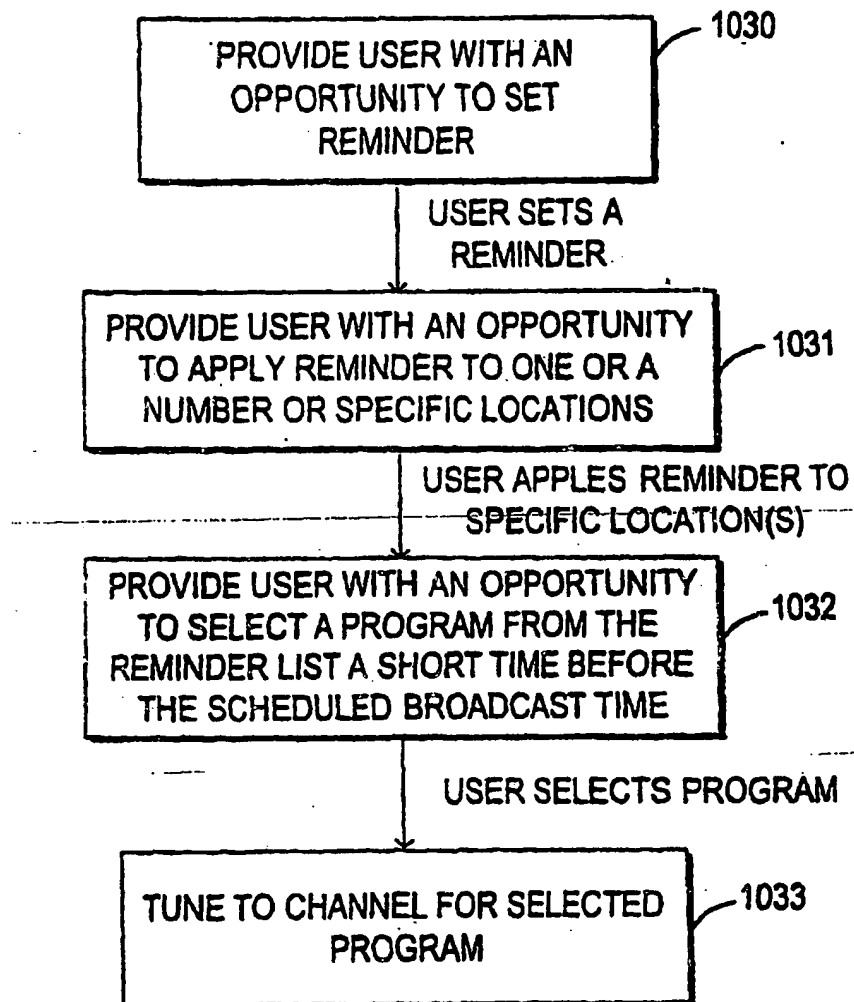 PROVIDE USER WITH AN
OPPORTUNITY TO SET
REMINDER
1030
USER SETS A
REMINDER
PROVIDE USER WITH AN OPPORTUNITY
TO APPLY REMINDER TO ONE OR A
NUMBER OR SPECIFIC LOCATIONS
1031
USER APPLES REMINDER TO
SPECIFIC LOCATION(S)
PROVIDE USER WITH AN OPPORTUNITY
TO SELECT A PROGRAM FROM THE
REMINDER LIST A SHORT TIME BEFORE
THE SCHEDULED BROADCAST TIME
1032
USER SELECTS PROGRAM
TUNE TO CHANNEL FOR SELECTED
PROGRAM
1033